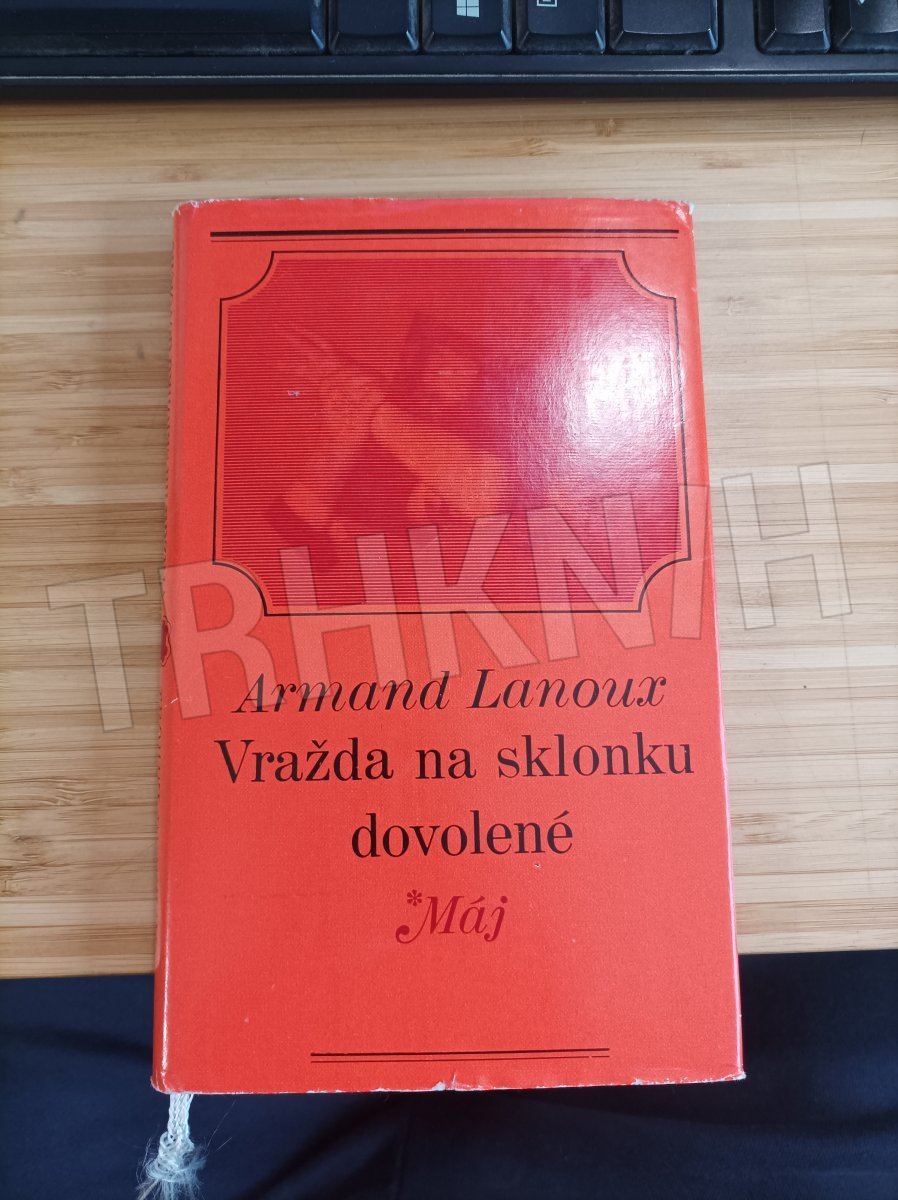 TRHKNIH
Armand Lanoux
Vražda na sklonku
dovolené
*Máj